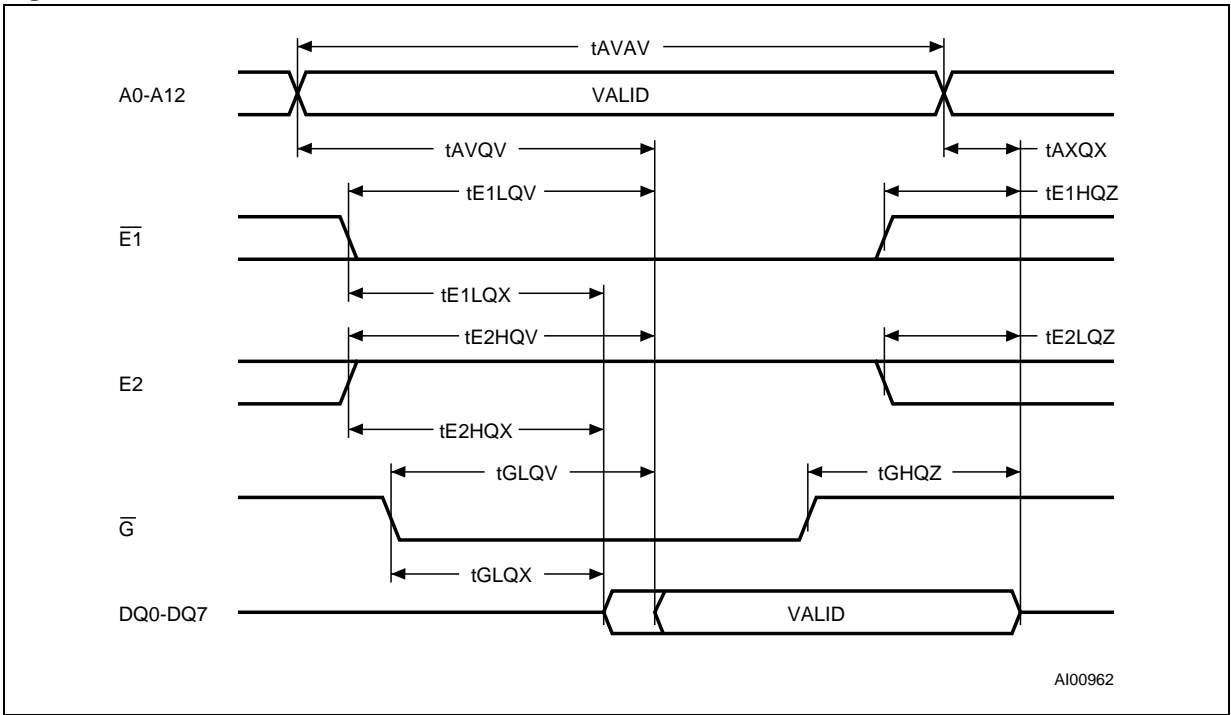 tAVAV
A0-A12
VALID
tAVQV
tAXQX
tE1LQV
tE1HQZ
E1
tE1LQX
tE2HQV
tE2LQZ
E2
tE2HQX
tGLQV
tGHQZ
G
tGLQX
DQ0-DQ7
VALID
AI00962